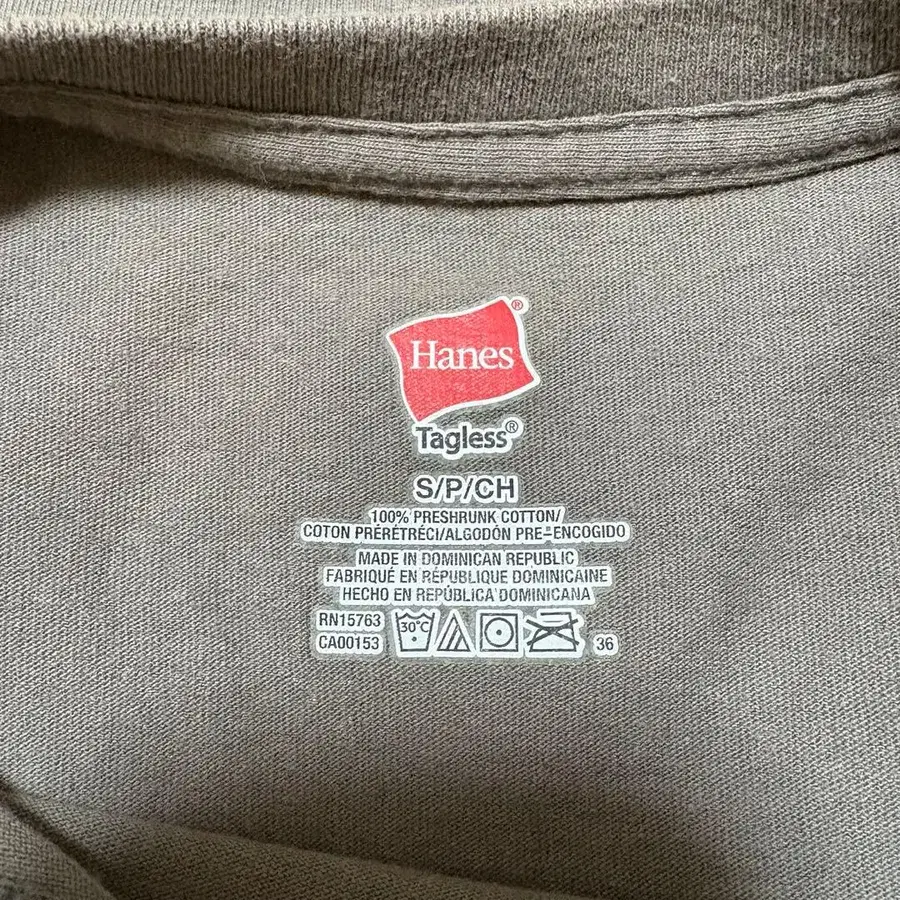 Hanes®
Tagless®
S/P/CH
100% PRESHRUNK COTTON/
COTON PRÉRÉTRÉCI/ALGODÓN PRE-ENCOGIDO
MADE IN DOMINICAN REPUBLIC
FABRIQUÉ EN RÉPUBLIQUE DOMINICAINE
HECHO EN REPÚBLICA DOMINICANA
RN15763
30°C
CA00153
36